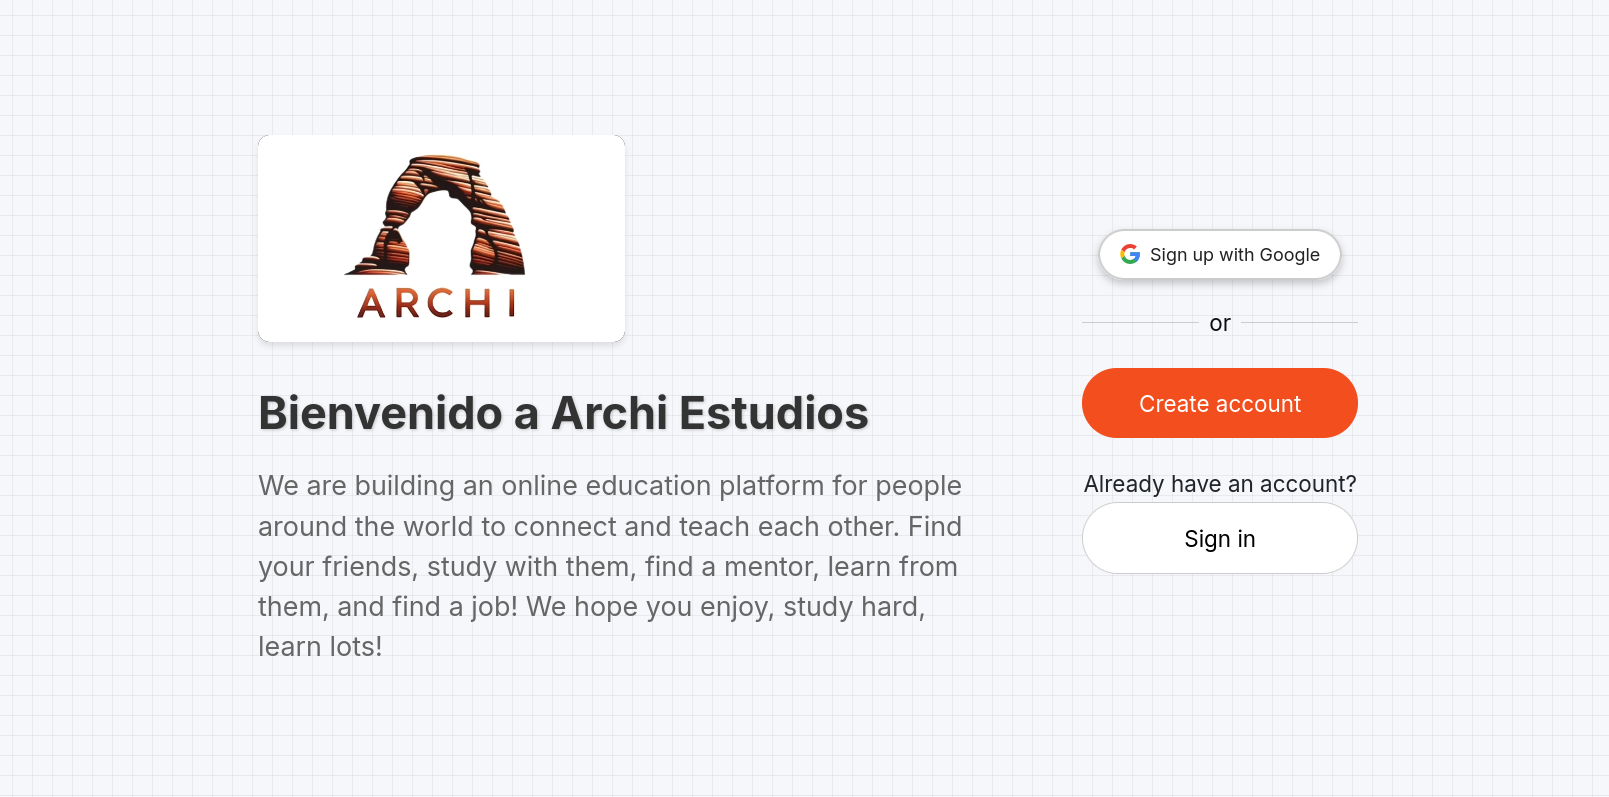 ARCHI
Bienvenido a Archi Estudios
We are building an online education platform for people
around the world to connect and teach each other. Find
your friends, study with them, find a mentor, learn from
them, and find a job! We hope you enjoy, study hard,
learn lots!
Sign up with Google
or
Create account
Already have an account?
Sign in